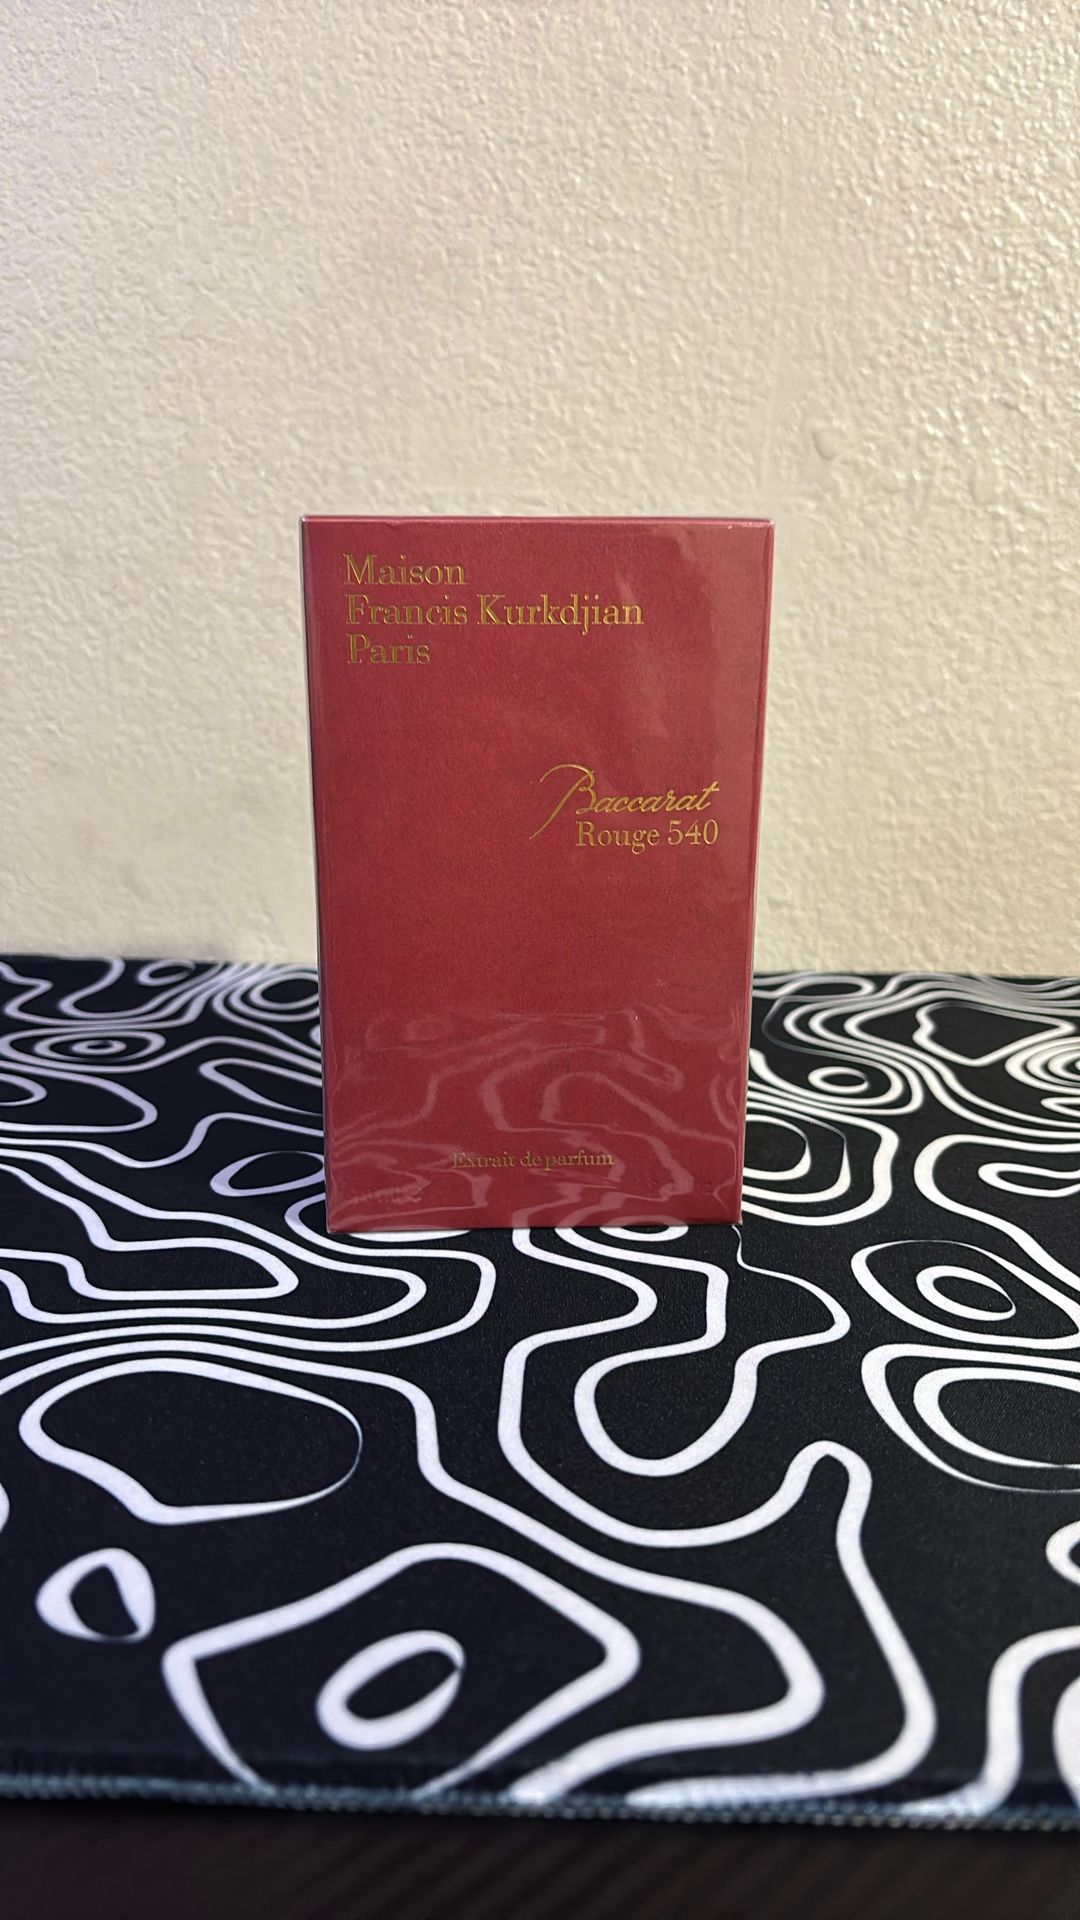 Maison
Francis Kurkdjian
Paris
Baccarat
Rouge 540
Extrait de parfum